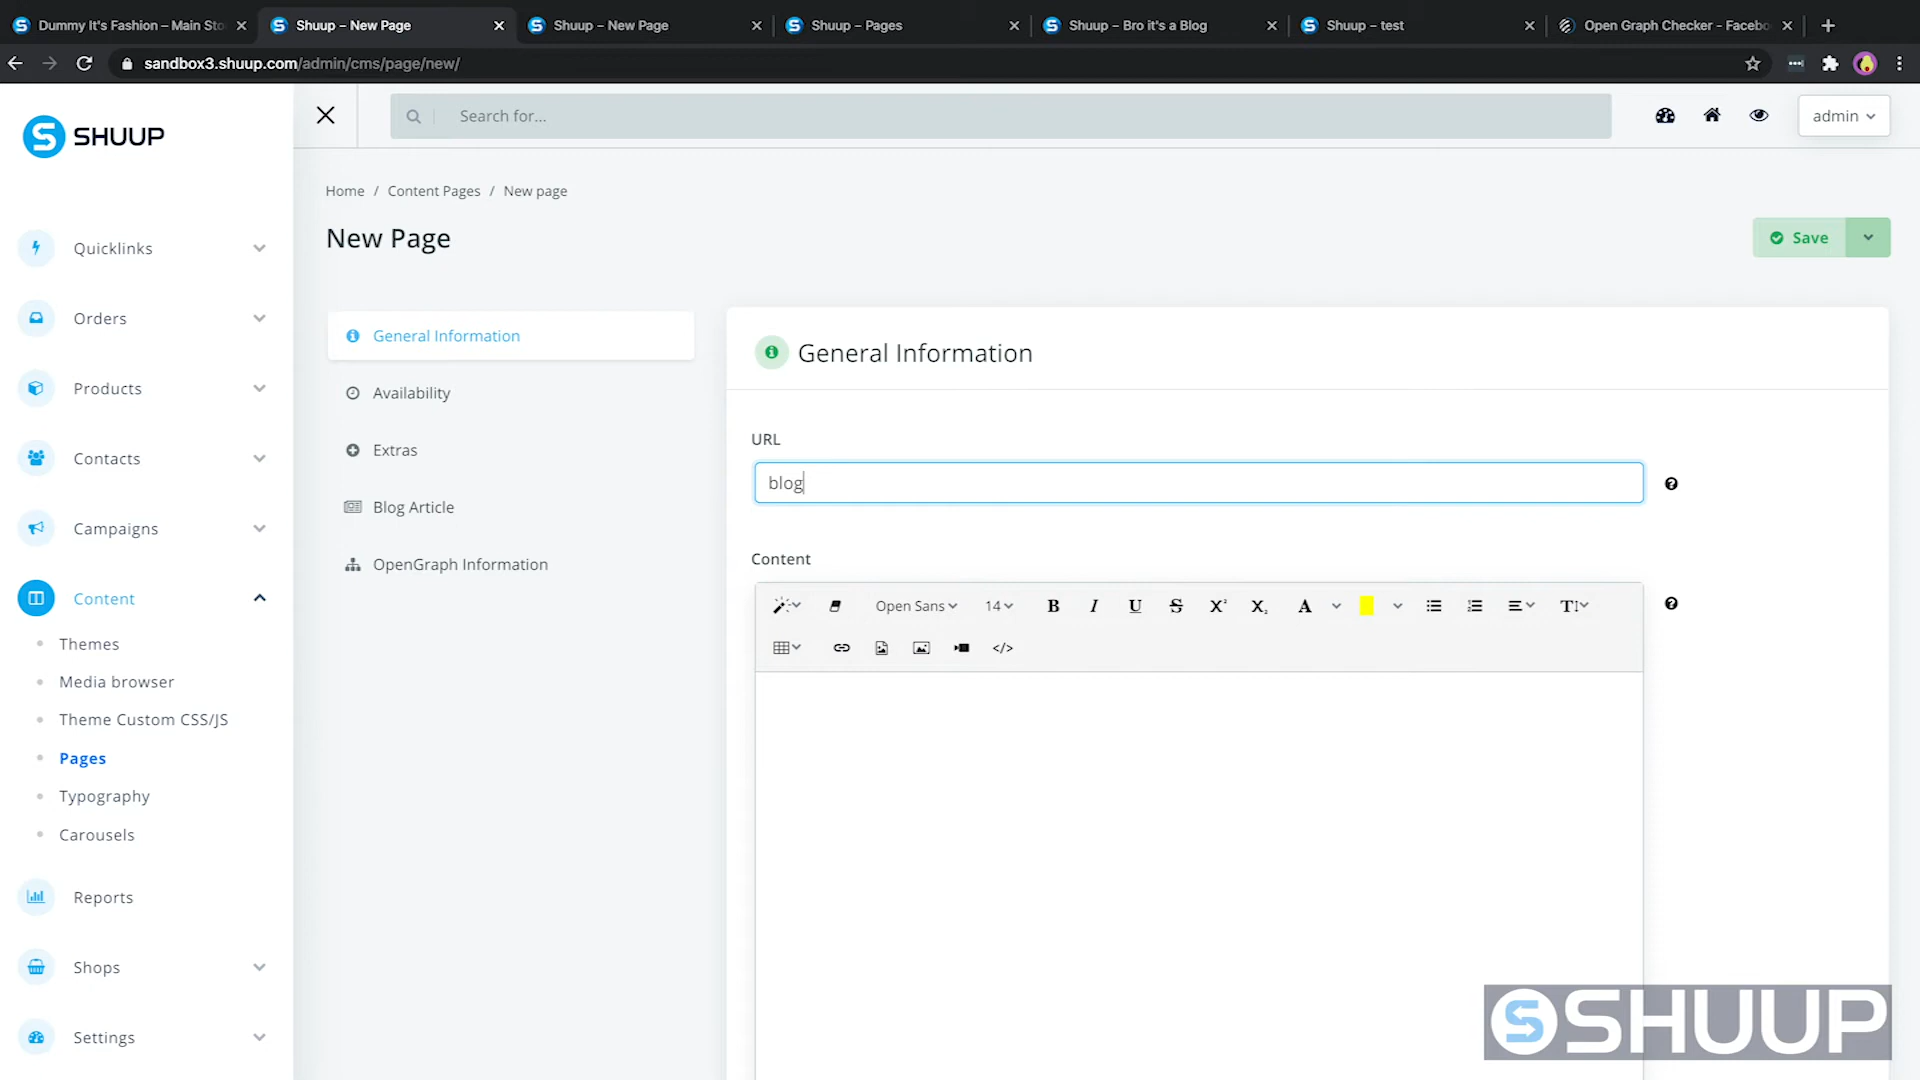 Dummy It's Fashion – Main Sto
Shuup – New Page
Shuup – New Page
Shuup – Pages
Shuup – Bro it's a Blog
Shuup – test
Open Graph Checker - Facebo
sandbox3.shuup.com/admin/cms/page/new/
SHUUP
Search for...
admin
Home / Content Pages / New page
New Page
Save
Quicklinks
Orders
Products
Contacts
Campaigns
Content
Themes
Media browser
Theme Custom CSS/JS
Pages
Typography
Carousels
Reports
Shops
Settings
General Information
Availability
Extras
Blog Article
OpenGraph Information
General Information
URL
blog
Content
Open Sans 14 B I U S X² X₂ A T
</>
SHUUP